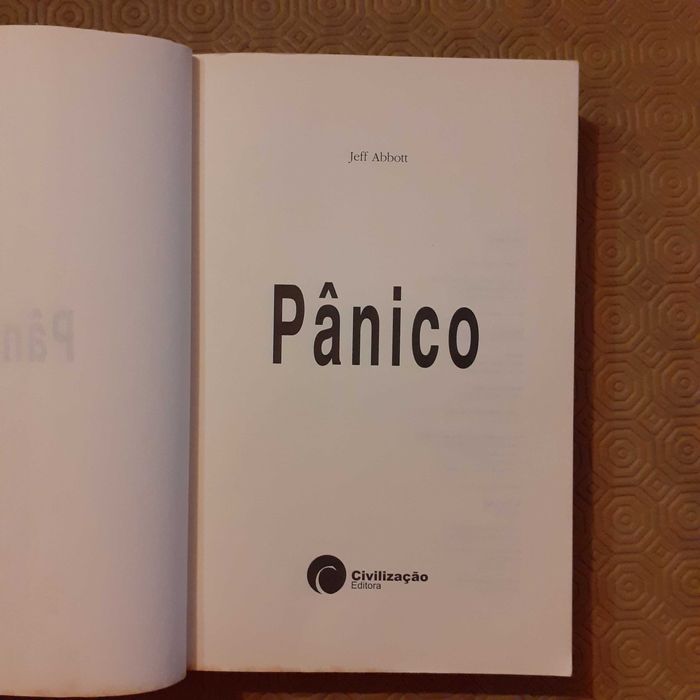 Jeff Abbott
Pânico
Civilização
Editora